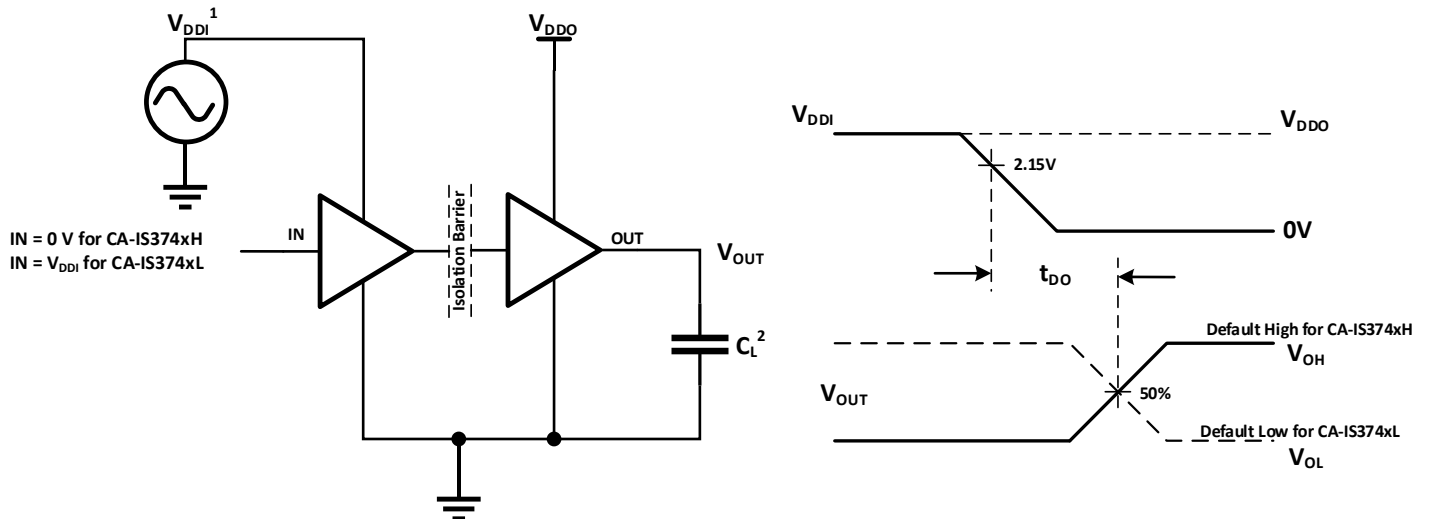 VDDI1
VDDO
IN = 0 V for CA-IS374xH
IN = VDDI for CA-IS374xL
IN
Isolation Barrier
OUT
VOUT
CL2
VDDI
VDDO
2.15V
0V
tDO
Default High for CA-IS374xH
VOH
VOUT
50%
Default Low for CA-IS374xL
VOL